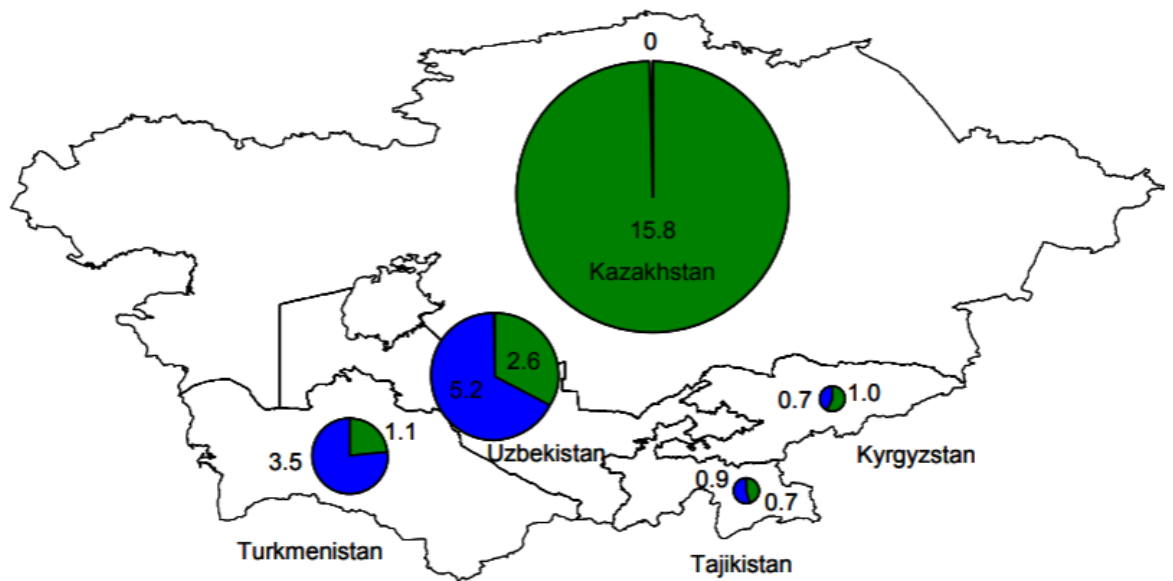 0
15.8
Kazakhstan
2.6
5.2
Uzbekistan
0.7 1.0
Kyrgyzstan
1.1
3.5
Turkmenistan
0.9
0.7
Tajikistan